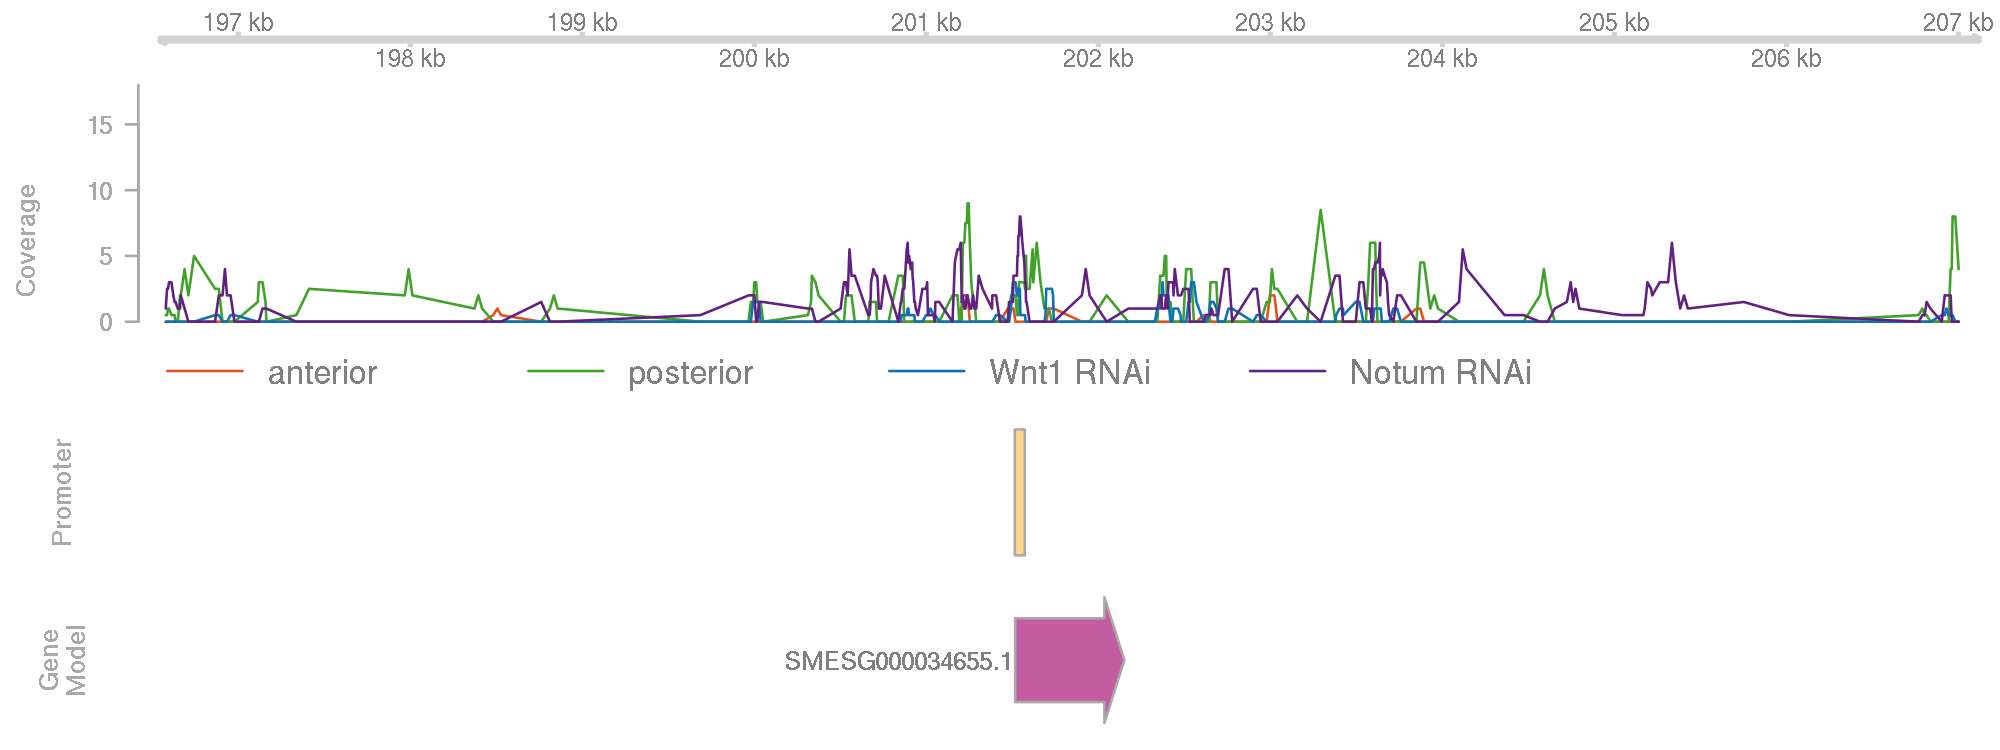 197 kb 199 kb 201 kb 203 kb 205 kb 207 kb
198 kb 200 kb 202 kb 204 kb 206 kb
Coverage
15
10
5
0
anterior posterior Wnt1 RNAi Notum RNAi
Promoter
Gene
Model
SMESG000034655.1